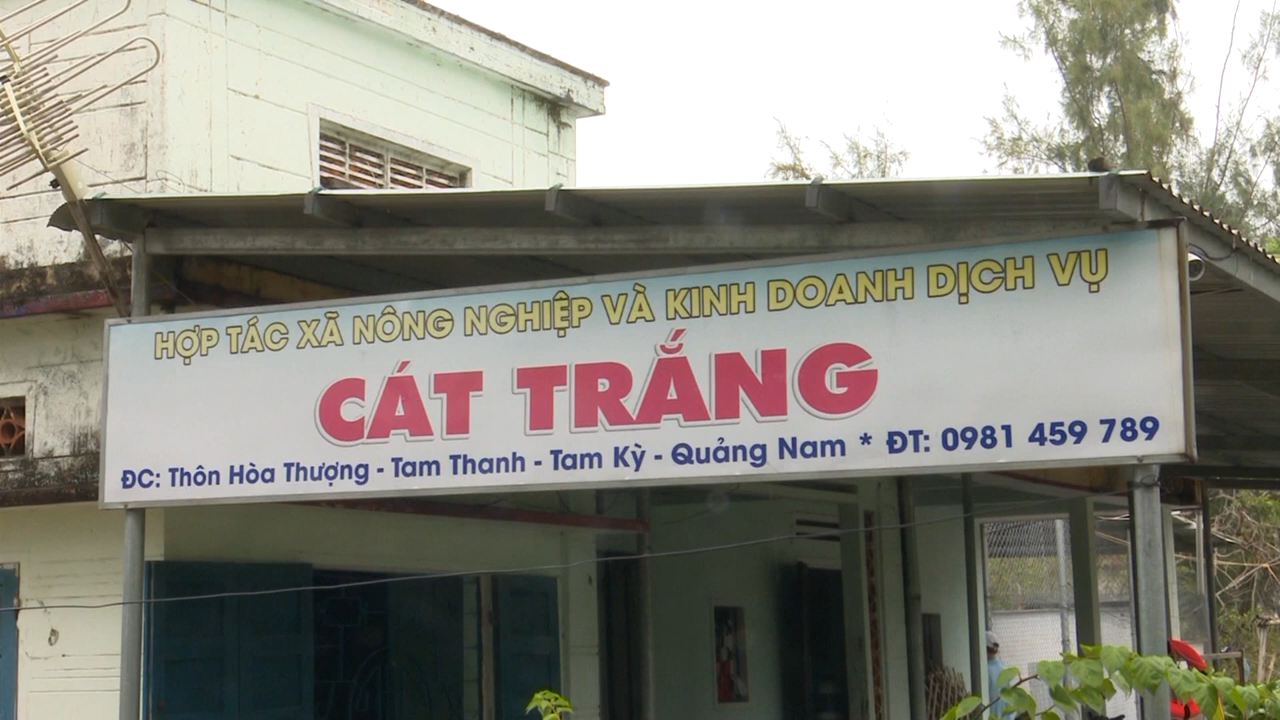 HỢP TÁC XÃ NÔNG NGHIỆP VÀ KINH DOANH DỊCH VỤ
CÁT TRẮNG
ĐC: Thôn Hòa Thượng - Tam Thanh - Tam Kỳ - Quảng Nam * ĐT: 0981 459 789